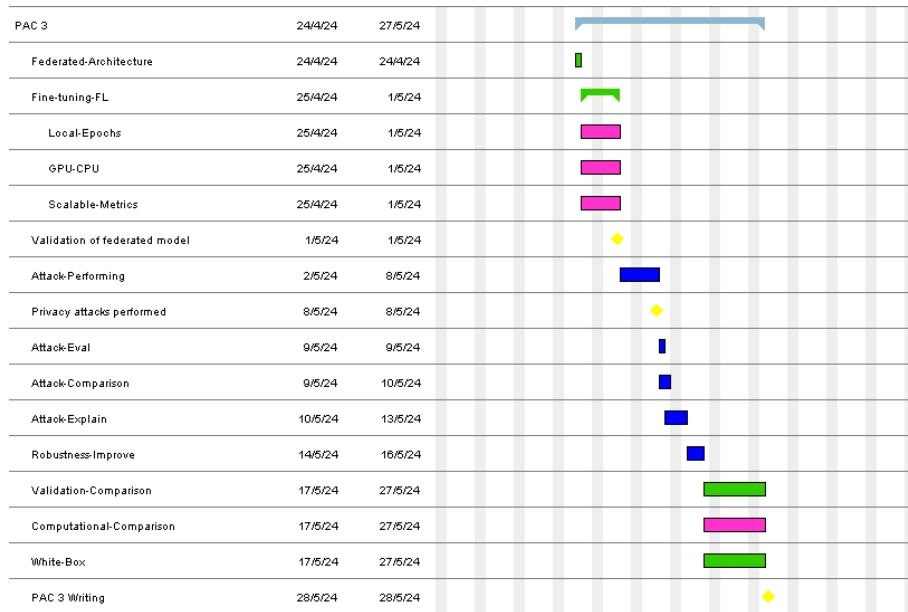 PAC 3 24/4/24 27/5/24
Federated-Architecture 24/4/24 24/4/24
Fine-tuning-FL 25/4/24 1/5/24
Local-Epochs 25/4/24 1/5/24
GPU-CPU 25/4/24 1/5/24
Scalable-Metrics 25/4/24 1/5/24
Validation of federated model 1/5/24 1/5/24
Attack-Performing 2/5/24 8/5/24
Privacy attacks performed 8/5/24 8/5/24
Attack-Eval 9/5/24 9/5/24
Attack-Comparison 9/5/24 10/5/24
Attack-Explain 10/5/24 13/5/24
Robustness-Improve 14/5/24 16/5/24
Validation-Comparison 17/5/24 27/5/24
Computational-Comparison 17/5/24 27/5/24
White-Box 17/5/24 27/5/24
PAC 3 Writing 28/5/24 28/5/24